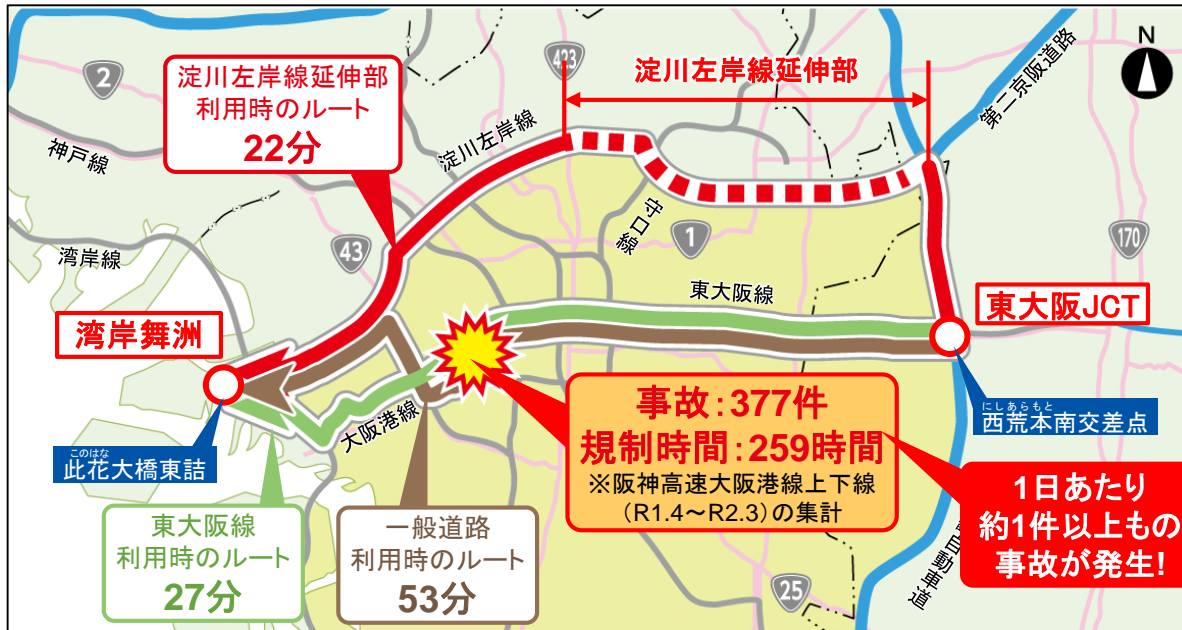 淀川左岸線延伸部
利用時のルート
22分
2
423
淀川左岸線延伸部
第二京阪道路
N
神戸線
淀川左岸線
守口線
1
170
湾岸線
43
東大阪線
東大阪JCT
湾岸舞洲
大阪港線
このはな
此花大橋東詰
にしあらもと
西荒本南交差点
事故：377件
規制時間：259時間
※阪神高速大阪港線上下線
（R1.4～R2.3）の集計
1日あたり
約1件以上もの
事故が発生!
東大阪線
利用時のルート
27分
一般道路
利用時のルート
53分
25
自動車道